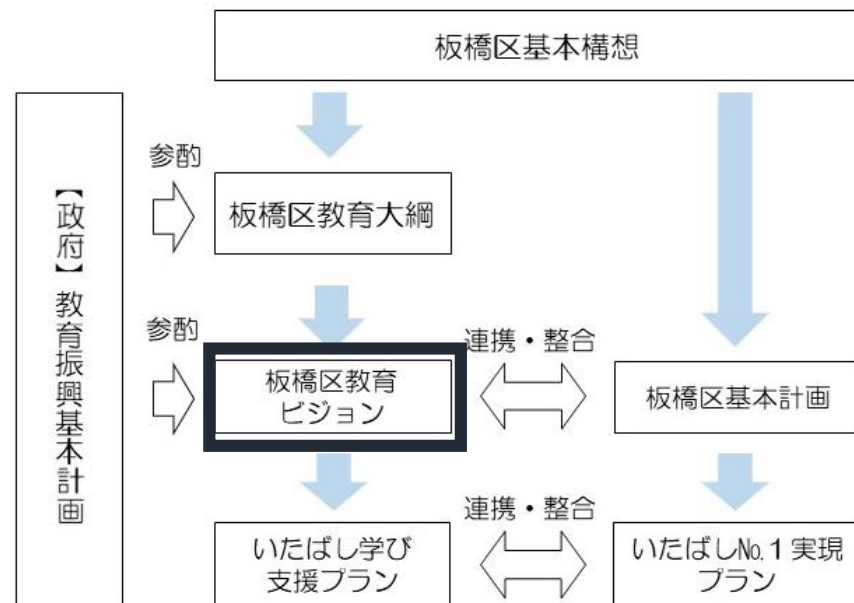 板橋区基本構想
【政府】教育振興基本計画
参酌
板橋区教育大綱
参酌
板橋区教育
ビジョン
連携・整合
板橋区基本計画
いたばし学び
支援プラン
連携・整合
いたばし№1実現
プラン